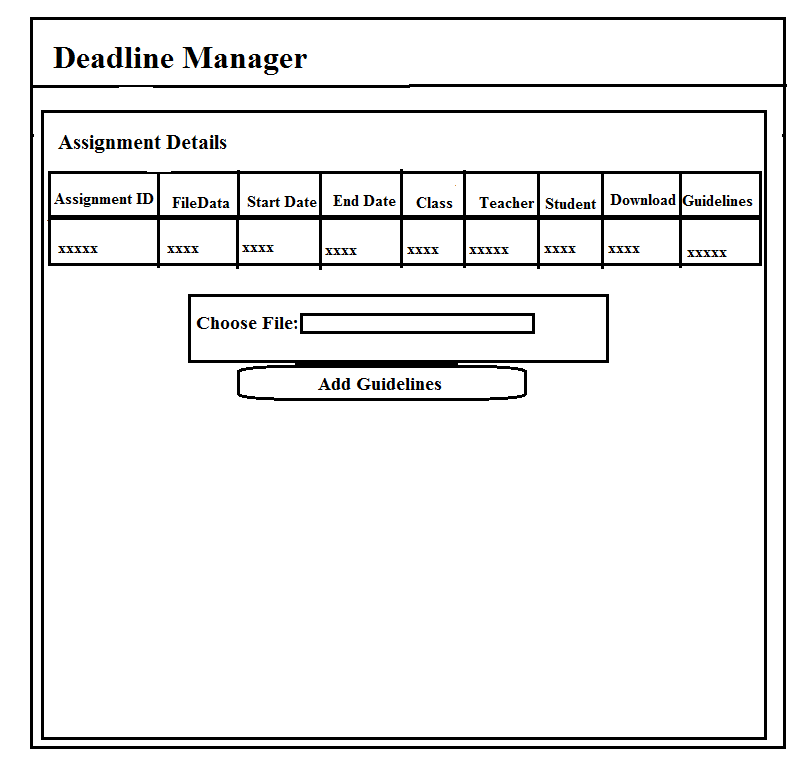 Deadline Manager
Assignment Details
Assignment ID FileData Start Date End Date Class Teacher Student Download Guidelines
xxxxx xxxx xxxx xxxx xxxx xxxxx xxxx xxxx xxxxx
Choose File:
Add Guidelines